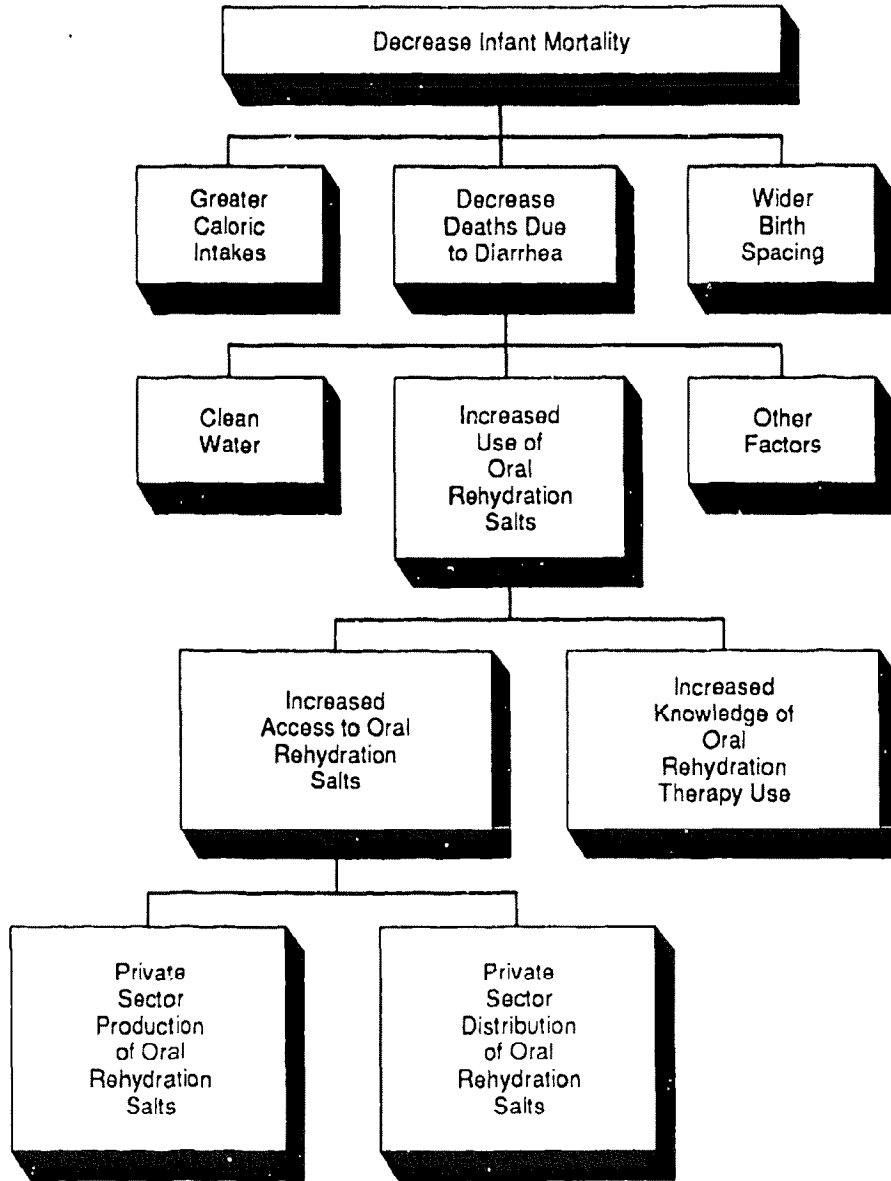 Decrease Infant Mortality
Greater
Caloric
Intakes
Decrease
Deaths Due
to Diarrhea
Wider
Birth
Spacing
Clean
Water
Increased
Use of
Oral
Rehydration
Salts
Other
Factors
Increased
Access to Oral
Rehydration
Salts
Increased
Knowledge of
Oral
Rehydration
Therapy Use
Private
Sector
Production
of Oral
Rehydration
Salts
Private
Sector
Distribution
of Oral
Rehydration
Salts